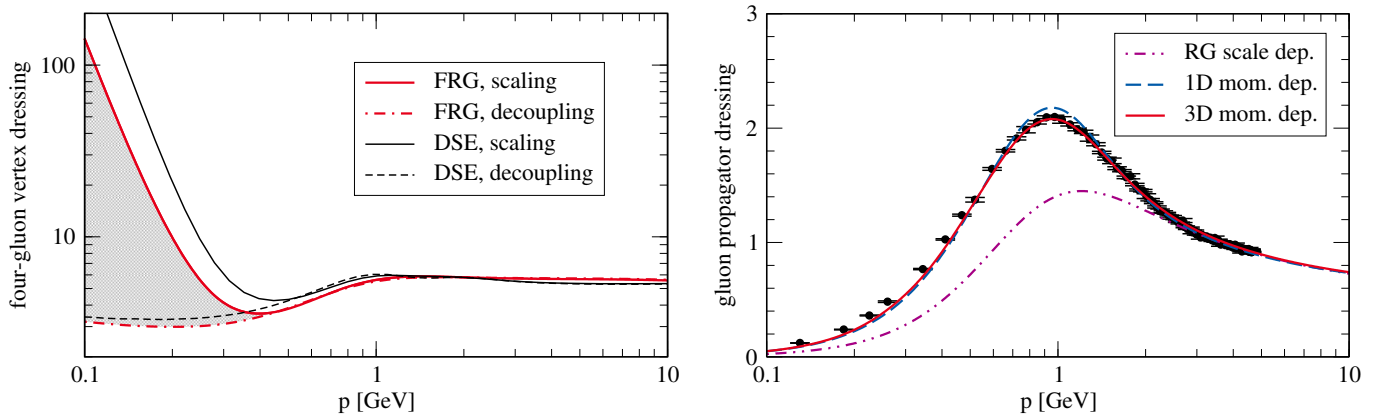 four-gluon vertex dressing
100
10
0.1
1
10
p [GeV]
FRG, scaling
FRG, decoupling
DSE, scaling
DSE, decoupling
gluon propagator dressing
3
2
1
0
0.1
1
10
p [GeV]
RG scale dep.
1D mom. dep.
3D mom. dep.